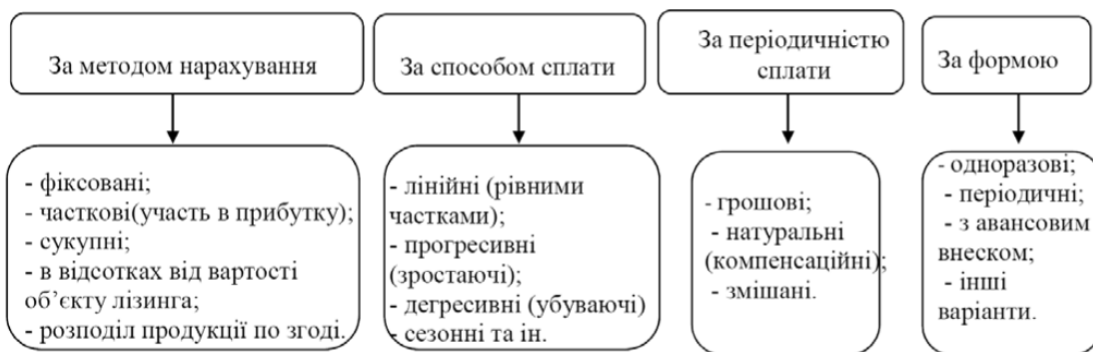 За методом нарахування
За способом сплати
За періодичністю
сплати
За формою
- фіксовані;
- часткові(участь в прибутку);
- сукупні;
- в відсотках від вартості
об’єкту лізинга;
- розподіл продукції по згоді.
- лінійні (рівними
частками);
- прогресивні
(зростаючі);
- дегресивні (убуваючі)
- сезонні та ін.
- грошові;
- натуральні
(компенсаційні);
- змішані.
- одноразові;
- періодичні;
- з авансовим
внеском;
- інші
варіанти.